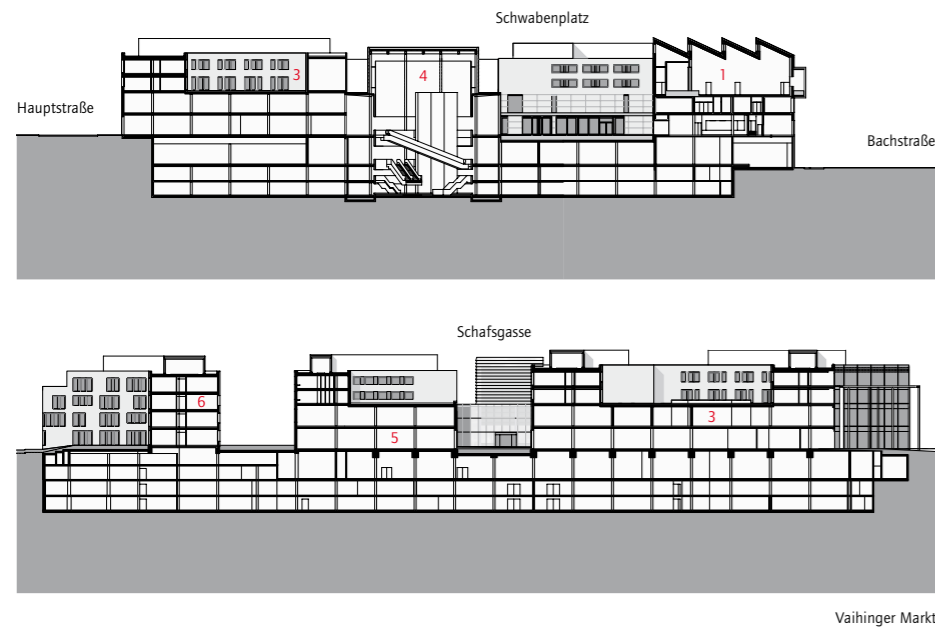 Schwabenplatz
3
4
1
Hauptstraße
Bachstraße
Schafsgasse
6
5
3
Vaihinger Markt